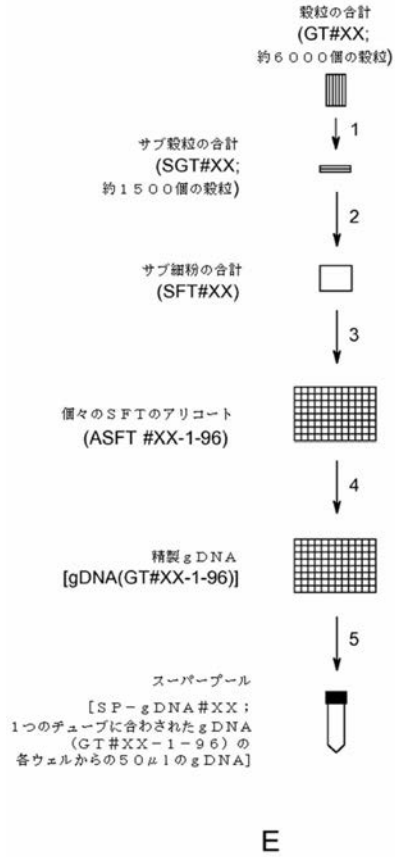 穀粒の合計
(GT#XX;
約6000個の穀粒)
1
サブ穀粒の合計
(SGT#XX;
約1500個の穀粒)
2
サブ細粉の合計
(SFT#XX)
3
個々のSFTのアリコート
(ASFT #XX-1-96)
4
精製gDNA
[gDNA(GT#XX-1-96)]
5
スーパープール
[SP-gDNA#XX;
1つのチューブに合わされたgDNA
(GT#XX-1-96)の
各ウェルからの50μlのgDNA]
E